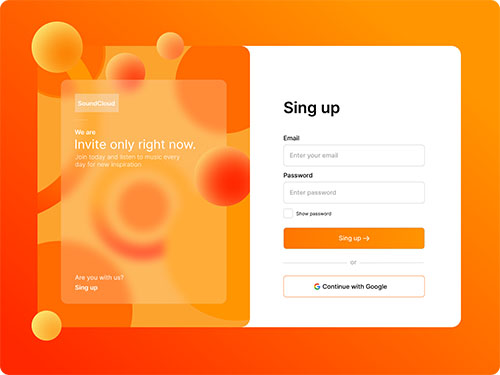 SoundCloud
We are
Invite only right now.
Join today and listen to music every
day for new inspiration.
Are you with us?
Sing up
Sing up
Email
Enter your email
Password
Enter password
Show password
Sing up →
or
Continue with Google